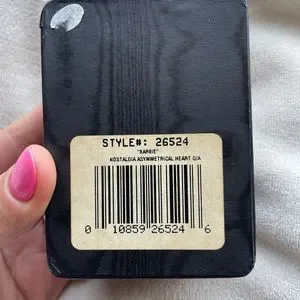 STYLE#: 26524
"BARBIE"
NOSTALGIA ASYMMETRICAL HEART Q/A
0 10859 26524 6